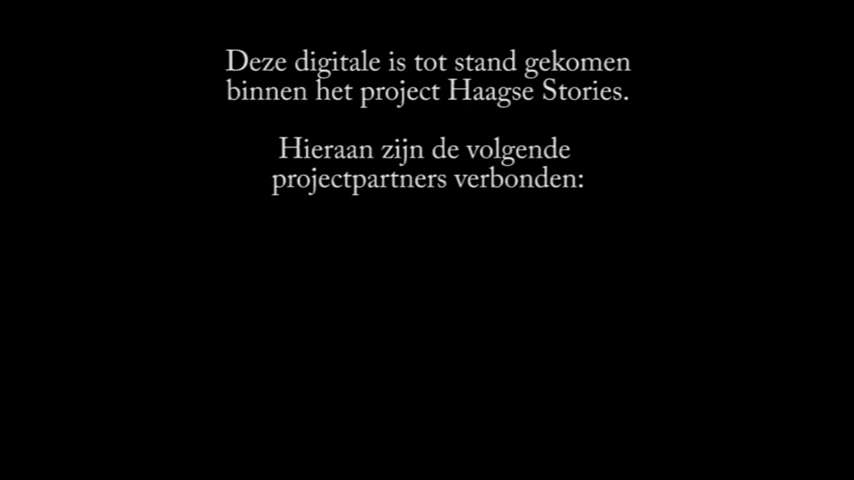 Deze digitale is tot stand gekomen
binnen het project Haagse Stories.
Hieraan zijn de volgende
projectpartners verbonden: